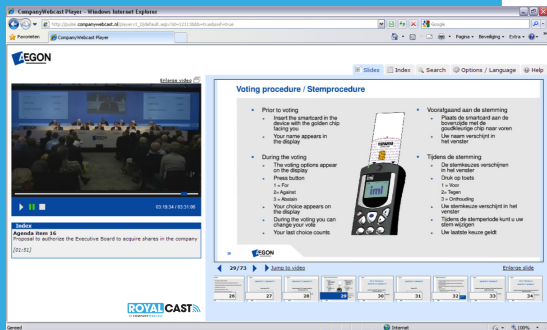 CompanyWebcast Player - Windows Internet Explorer
Google
Favorieten
CompanyWebcast Player
Pagina
Beveiliging
Extra
AEGON
Slides
Index
Search
Options / Language
Help
Enlarge video
03:19:34 / 03:31:06
Index
Agenda item 16
Proposal to authorize the Executive Board to acquire shares in the company
[01:51]
ROYALCAST
Voting procedure / Stemprocedure
Prior to voting
Insert the smartcard in the
device with the golden chip
facing you
Your name appears in
the display
During the voting
The voting options appear
on the display
Press button
1 = For
2= Against
3 = Abstain
Your choice appears on
the display
During the voting you can
change your vote
Your last choice counts
iml
Voorafgaand aan de stemming
Plaats de smartcard aan de
bovenzijde met de
goudkleurige chip naar voren
Uw naam verschijnt in
het venster
Tijdens de stemming
De stemkeuzes verschijnen
in het venster
Druk op toets
1 = Voor
2= Tegen
3 = Onthouding
Uw stemkeuze verschijnt in het
venster
Tijdens de stemperiode kunt u uw
stem wijzigen
Uw laatste keuze geldt
AEGON
29/73
Jump to video
Enlarge slide
26
27
28
29
30
31
32
33
34
Gereed
Internet
100%